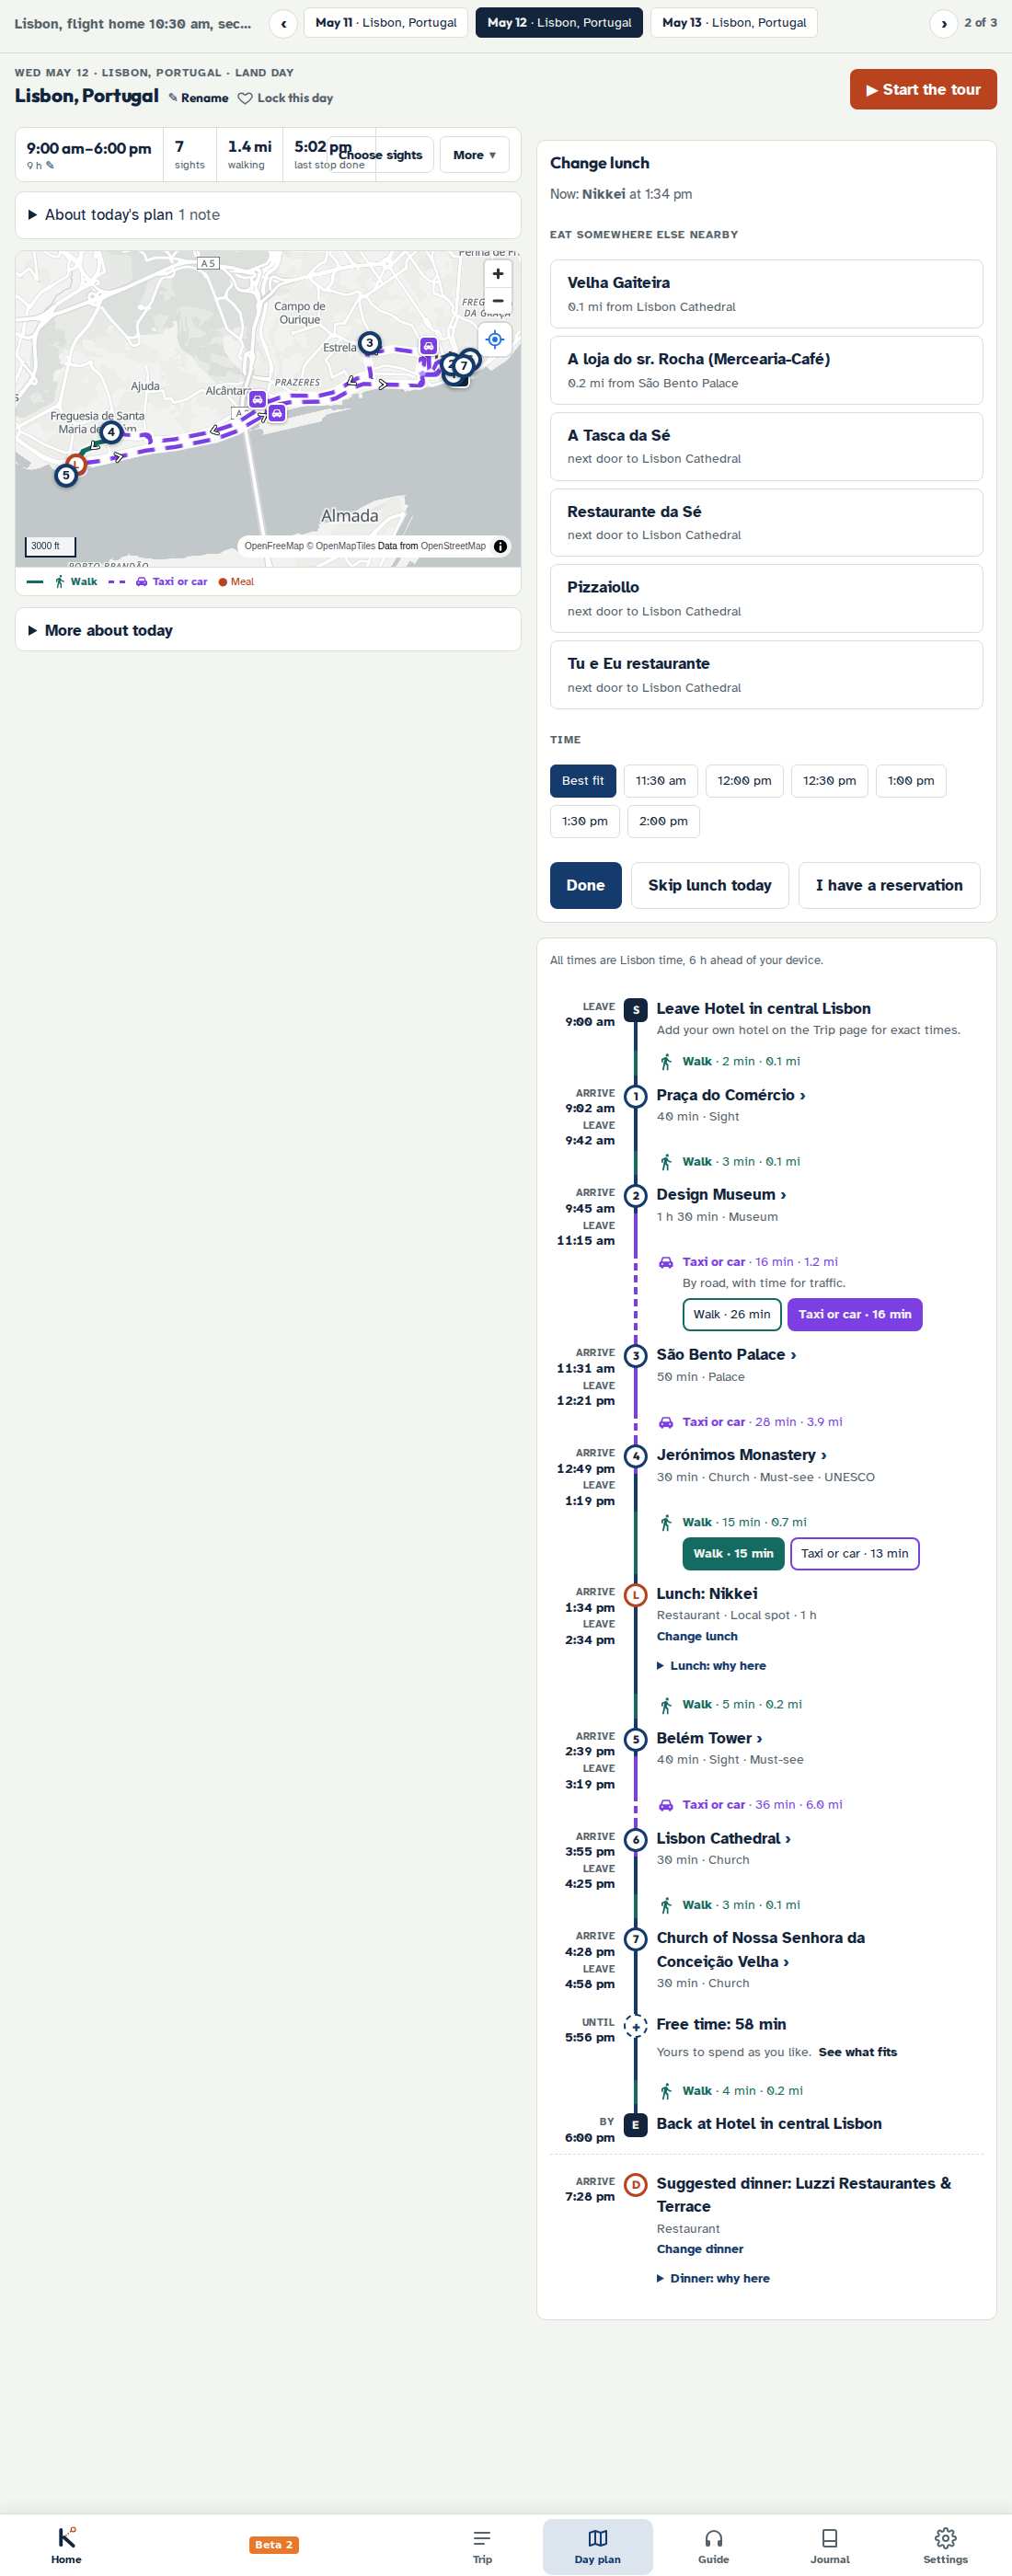 Lisbon, flight home 10:30 am, sec...
‹
May 11 · Lisbon, Portugal
May 12 · Lisbon, Portugal
May 13 · Lisbon, Portugal
›
2 of 3
WED MAY 12 · LISBON, PORTUGAL · LAND DAY
Lisbon, Portugal
✎ Rename
Lock this day
▶ Start the tour
9:00 am–6:00 pm
9 h ✎
7
sights
1.4 mi
walking
5:02 pm
last stop done
Choose sights
More ▾
▶ About today's plan 1 note
A 5
Campo de
Ourique
Estrela
PRAZERES
Ajuda
Alcântar
Freguesia de Santa
Almada
3
4
5
L
7
+
−
3000 ft
OpenFreeMap © OpenMapTiles Data from OpenStreetMap
Walk
Taxi or car
Meal
▶ More about today
Change lunch
Now: Nikkei at 1:34 pm
EAT SOMEWHERE ELSE NEARBY
Velha Gaiteira
0.1 mi from Lisbon Cathedral
A loja do sr. Rocha (Mercearia-Café)
0.2 mi from São Bento Palace
A Tasca da Sé
next door to Lisbon Cathedral
Restaurante da Sé
next door to Lisbon Cathedral
Pizzaiollo
next door to Lisbon Cathedral
Tu e Eu restaurante
next door to Lisbon Cathedral
TIME
Best fit
11:30 am
12:00 pm
12:30 pm
1:00 pm
1:30 pm
2:00 pm
Done
Skip lunch today
I have a reservation
All times are Lisbon time, 6 h ahead of your device.
LEAVE
9:00 am
S
Leave Hotel in central Lisbon
Add your own hotel on the Trip page for exact times.
Walk · 2 min · 0.1 mi
ARRIVE
9:02 am
LEAVE
9:42 am
1
Praça do Comércio ›
40 min · Sight
Walk · 3 min · 0.1 mi
ARRIVE
9:45 am
LEAVE
11:15 am
2
Design Museum ›
1 h 30 min · Museum
Taxi or car · 16 min · 1.2 mi
By road, with time for traffic.
Walk · 26 min
Taxi or car · 16 min
ARRIVE
11:31 am
LEAVE
12:21 pm
3
São Bento Palace ›
50 min · Palace
Taxi or car · 28 min · 3.9 mi
ARRIVE
12:49 pm
LEAVE
1:19 pm
4
Jerónimos Monastery ›
30 min · Church · Must-see · UNESCO
Walk · 15 min · 0.7 mi
Walk · 15 min
Taxi or car · 13 min
ARRIVE
1:34 pm
LEAVE
2:34 pm
L
Lunch: Nikkei
Restaurant · Local spot · 1 h
Change lunch
▶ Lunch: why here
Walk · 5 min · 0.2 mi
ARRIVE
2:39 pm
LEAVE
3:19 pm
5
Belém Tower ›
40 min · Sight · Must-see
Taxi or car · 36 min · 6.0 mi
ARRIVE
3:55 pm
LEAVE
4:25 pm
6
Lisbon Cathedral ›
30 min · Church
Walk · 3 min · 0.1 mi
ARRIVE
4:28 pm
LEAVE
4:58 pm
7
Church of Nossa Senhora da
Conceição Velha ›
30 min · Church
UNTIL
5:56 pm
+
Free time: 58 min
Yours to spend as you like. See what fits
Walk · 4 min · 0.2 mi
BY
6:00 pm
E
Back at Hotel in central Lisbon
ARRIVE
7:28 pm
D
Suggested dinner: Luzzi Restaurantes &
Terrace
Restaurant
Change dinner
▶ Dinner: why here
Home
Beta 2
Trip
Day plan
Guide
Journal
Settings